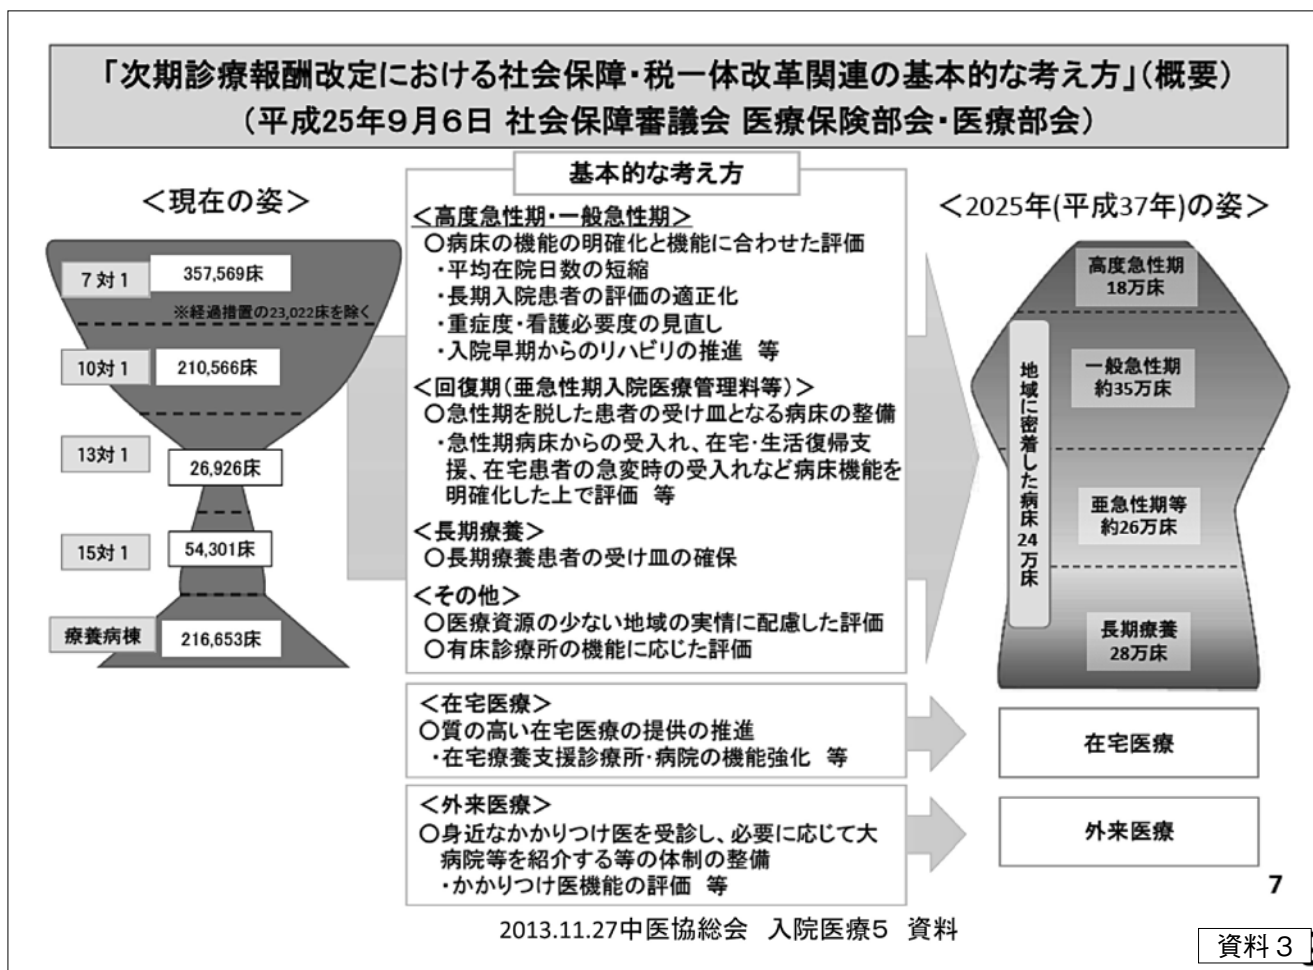 「次期診療報酬改定における社会保障・税一体改革関連の基本的な考え方」(概要)
(平成25年9月6日 社会保障審議会 医療保険部会・医療部会)
<現在の姿>
7対1
357,569床
※経過措置の23,022床を除く
10対1
210,566床
13対1
26,926床
15対1
54,301床
療養病棟
216,653床
基本的な考え方
<高度急性期・一般急性期>
○病床の機能の明確化と機能に合わせた評価
・平均在院日数の短縮
・長期入院患者の評価の適正化
・重症度・看護必要度の見直し
・入院早期からのリハビリの推進 等
<回復期(亜急性期入院医療管理料等)>
○急性期を脱した患者の受け皿となる病床の整備
・急性期病床からの受入れ、在宅・生活復帰支
援、在宅患者の急変時の受入れなど病床機能を
明確化した上で評価 等
<長期療養>
○長期療養患者の受け皿の確保
<その他>
○医療資源の少ない地域の実情に配慮した評価
○有床診療所の機能に応じた評価
<在宅医療>
○質の高い在宅医療の提供の推進
・在宅療養支援診療所・病院の機能強化 等
<外来医療>
○身近なかかりつけ医を受診し、必要に応じて大
病院等を紹介する等の体制の整備
・かかりつけ医機能の評価 等
<2025年(平成37年)の姿>
高度急性期
18万床
一般急性期
約35万床
亜急性期等
約26万床
長期療養
28万床
地域に密着した病床24万床
在宅医療
外来医療
7
2013.11.27中医協総会 入院医療5 資料
資料3